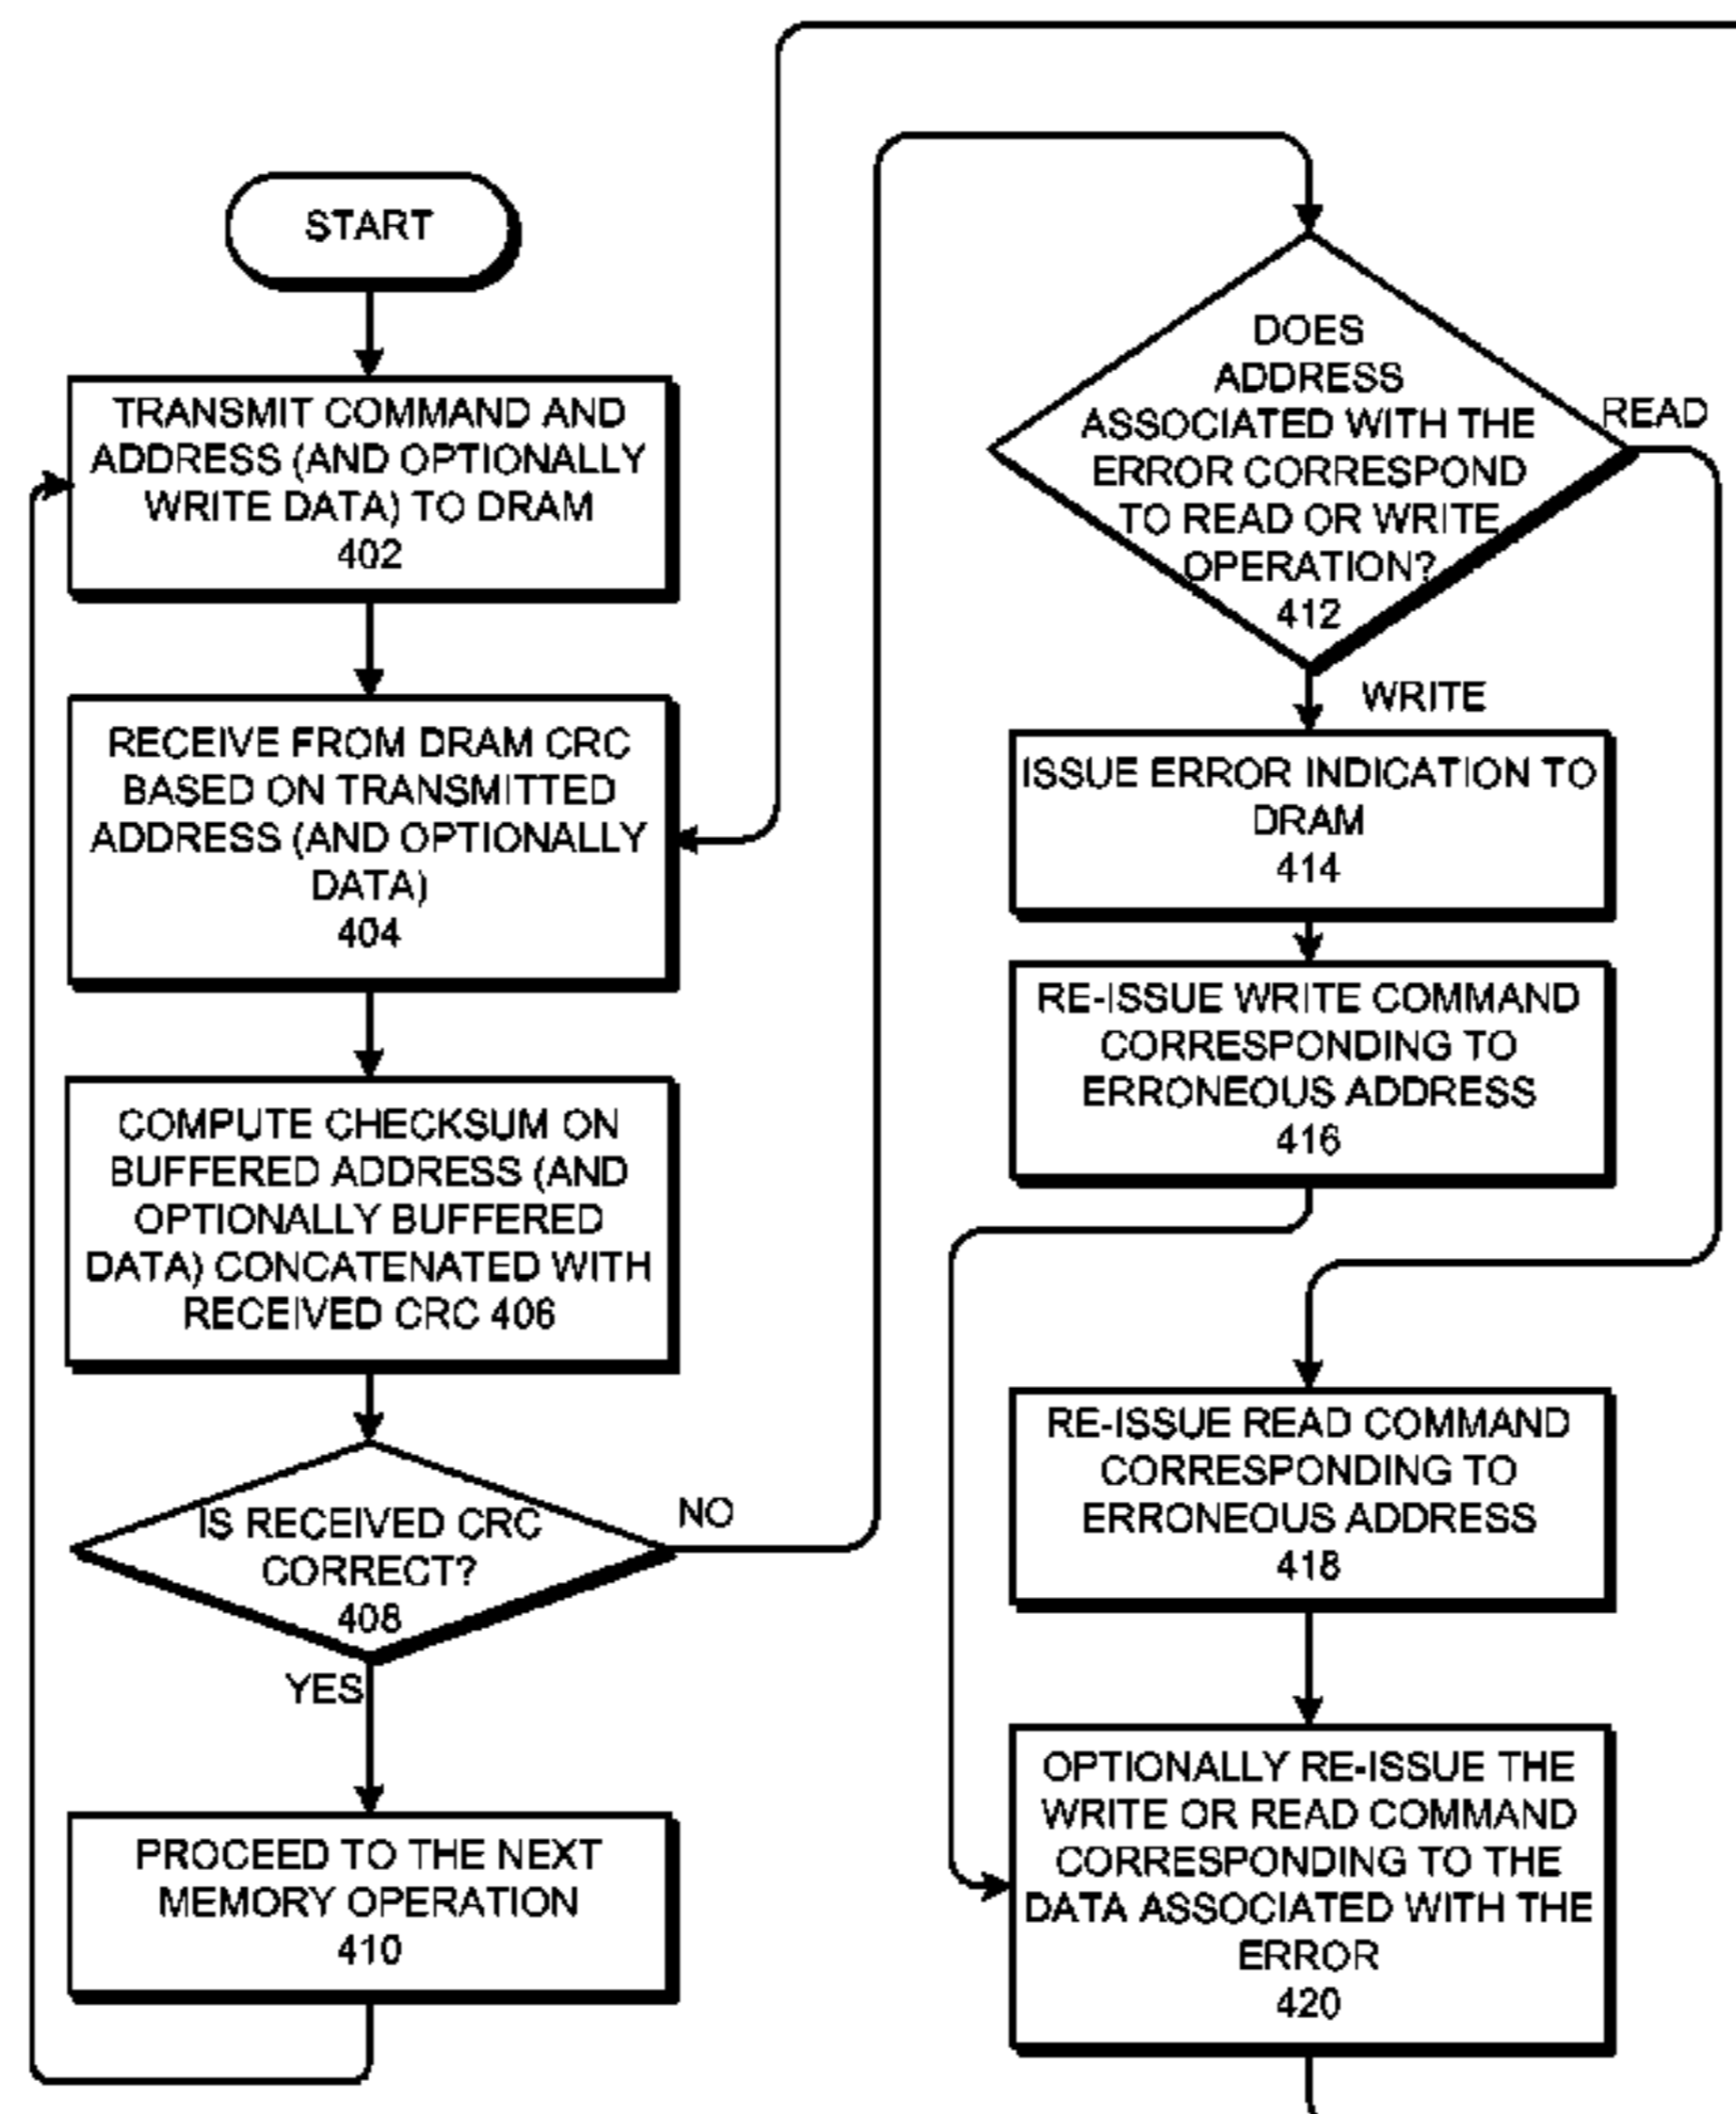 START
TRANSMIT COMMAND AND
ADDRESS (AND OPTIONALLY
WRITE DATA) TO DRAM
402
RECEIVE FROM DRAM CRC
BASED ON TRANSMITTED
ADDRESS (AND OPTIONALLY
DATA)
404
COMPUTE CHECKSUM ON
BUFFERED ADDRESS (AND
OPTIONALLY BUFFERED
DATA) CONCATENATED WITH
RECEIVED CRC 406
IS RECEIVED CRC
CORRECT?
408
NO
YES
PROCEED TO THE NEXT
MEMORY OPERATION
410
DOES
ADDRESS
ASSOCIATED WITH THE
ERROR CORRESPOND
TO READ OR WRITE
OPERATION?
412
READ
WRITE
ISSUE ERROR INDICATION TO
DRAM
414
RE-ISSUE WRITE COMMAND
CORRESPONDING TO
ERRONEOUS ADDRESS
416
RE-ISSUE READ COMMAND
CORRESPONDING TO
ERRONEOUS ADDRESS
418
OPTIONALLY RE-ISSUE THE
WRITE OR READ COMMAND
CORRESPONDING TO THE
DATA ASSOCIATED WITH THE
ERROR
420